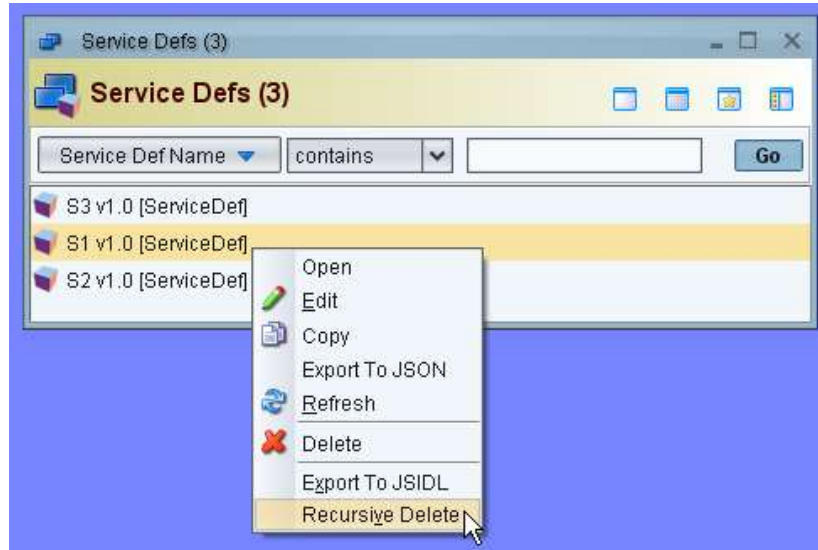 Service Defs (3)
Service Defs (3)
Service Def Name contains Go
S3 v1.0 [ServiceDef]
S1 v1.0 [ServiceDef]
S2 v1.0 [ServiceDef]
Open
Edit
Copy
Export To JSON
Refresh
Delete
Export To JSIDL
Recursive Delete